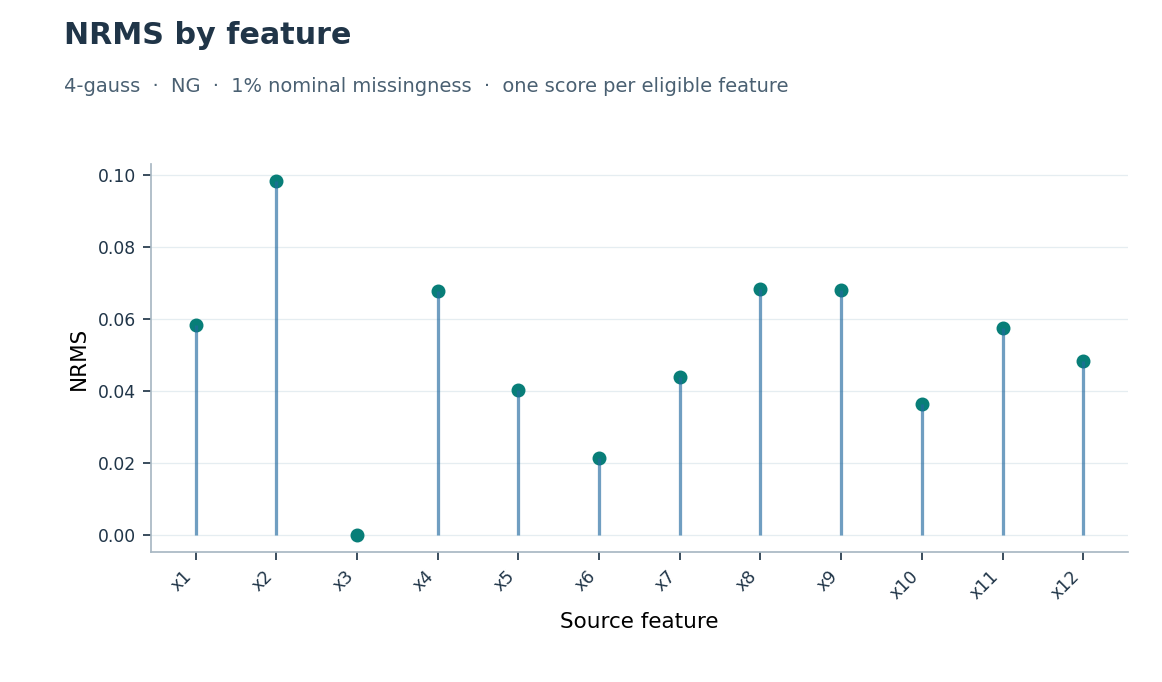 NRMS by feature
4-gauss · NG · 1% nominal missingness · one score per eligible feature
0.10
0.08
0.06
0.04
0.02
0.00
NRMS
x1 x2 x3 x4 x5 x6 x7 x8 x9 x10 x11 x12
Source feature